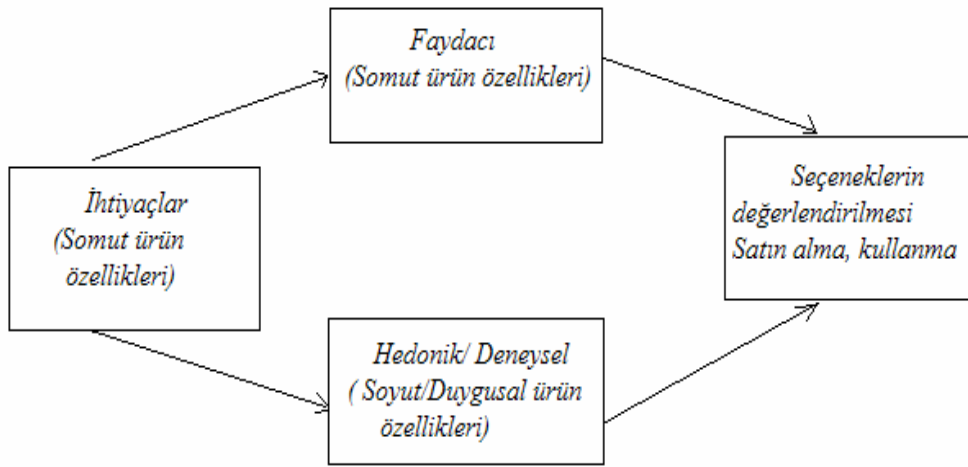 Faydacı
(Somut ürün özellikleri)
İhtiyaçlar
(Somut ürün
özellikleri)
Seçeneklerin
değerlendirilmesi
Satın alma, kullanma
Hedonik/ Deneysel
( Soyut/Duygusal ürün
özellikleri)